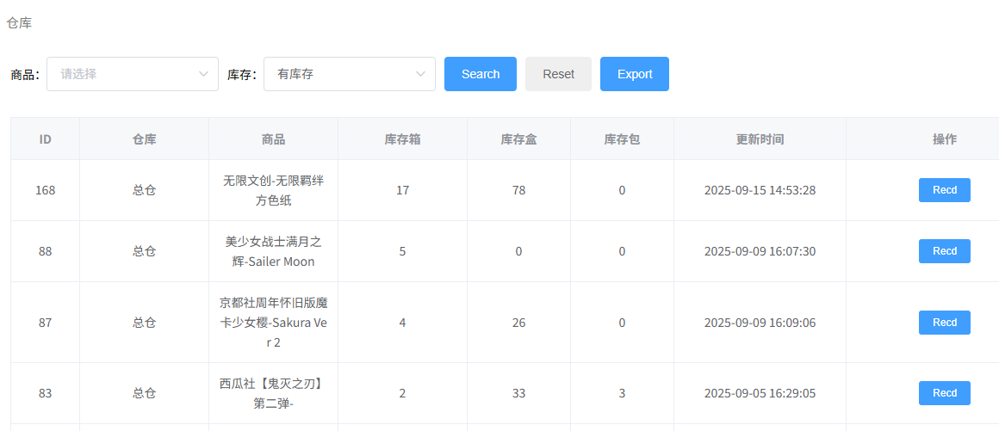 仓库
商品: 请选择 库存: 有库存 Search Reset Export
ID 仓库 商品 库存箱 库存盒 库存包 更新时间 操作
168 总仓 无限文创-无限羁绊 17 78 0 2025-09-15 14:53:28 Recd
方色纸
88 总仓 美少女战士满月之 5 0 0 2025-09-09 16:07:30 Recd
辉-Sailer Moon
京都社周年怀旧版魔
87 总仓 卡少女樱-Sakura Ve 4 26 0 2025-09-09 16:09:06 Recd
r 2
83 总仓 西瓜社【鬼灭之刃】 2 33 3 2025-09-05 16:29:05 Recd
第二弹-